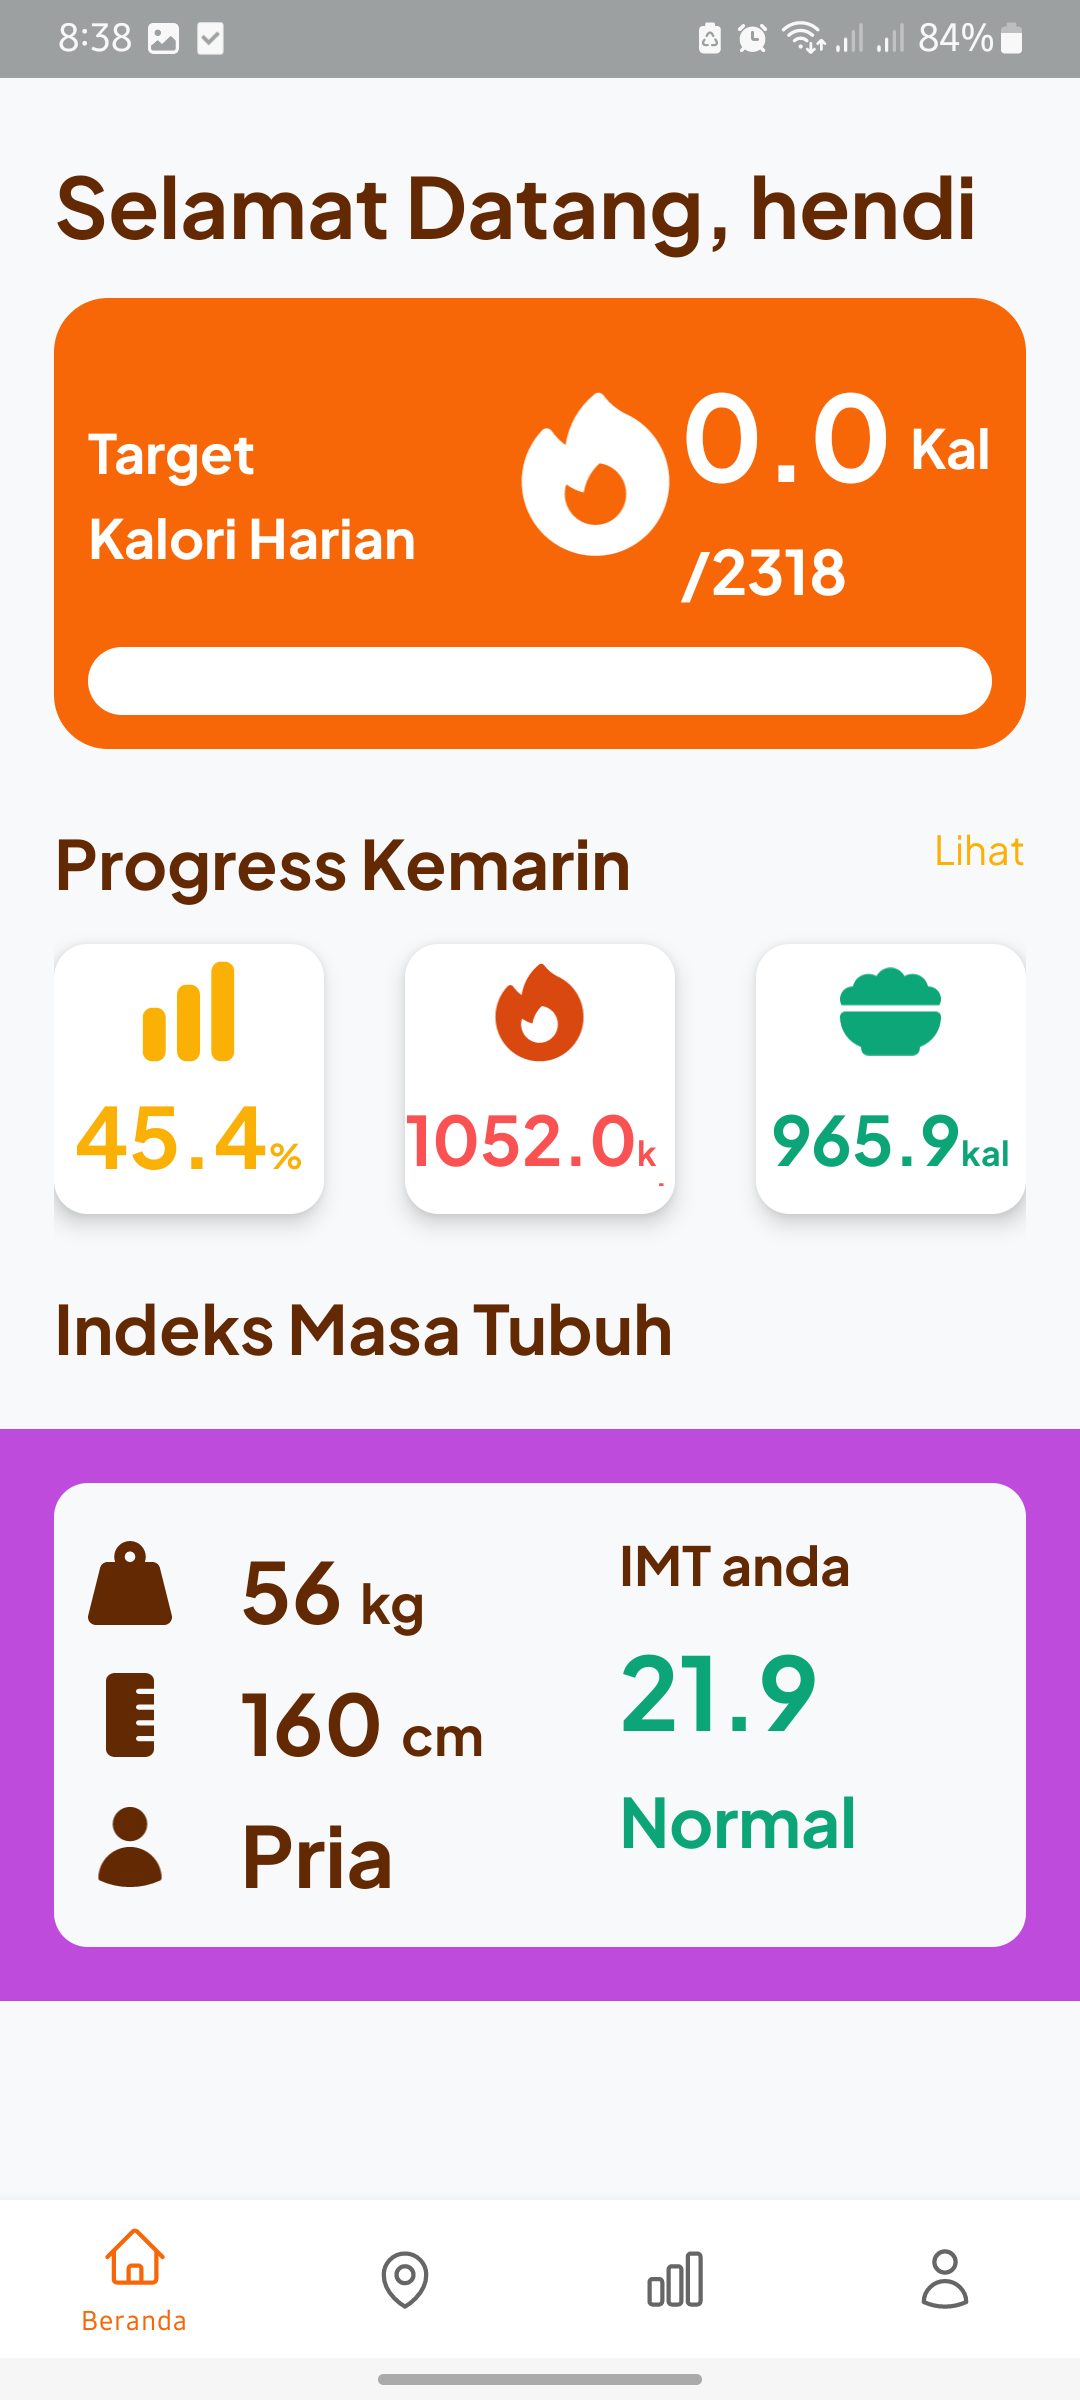 8:38
84%
Selamat Datang, hendi
Target
Kalori Harian
0.0 Kal
/2318
Progress Kemarin
Lihat
45.4%
1052.0k
965.9kal
Indeks Masa Tubuh
56 kg
160 cm
Pria
IMT anda
21.9
Normal
Beranda